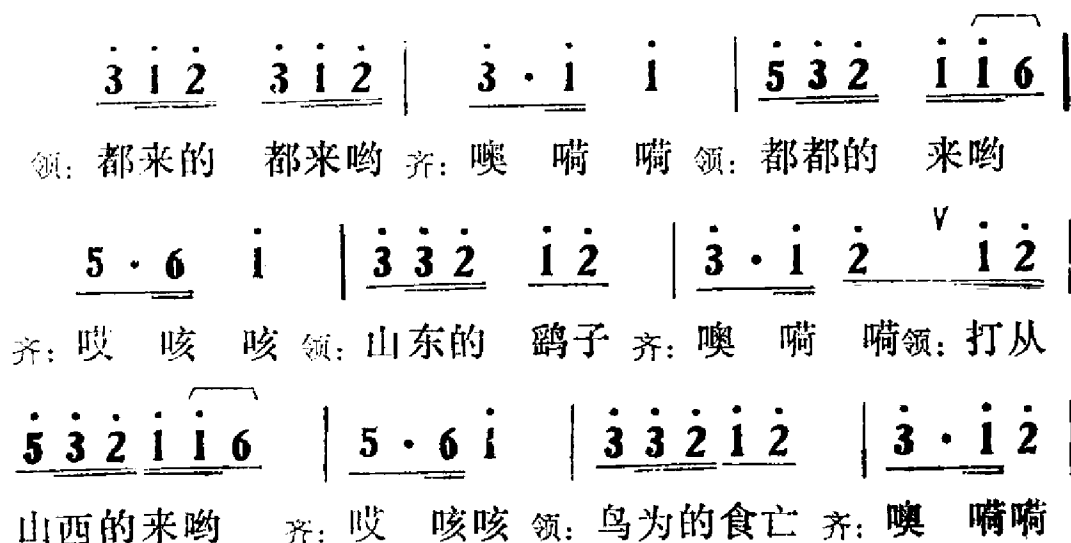 3 1 2 3 1 2 | 3 · 1 1 | 5 3 2 1 1 6 |
领: 都来的 都来哟 齐: 噢 嗬 嗬 领: 都都的 来哟
5 · 6 1 | 3 3 2 1 2 | 3 · 1 2 V 1 2 |
齐: 哎 咳 咳 领: 山东的 鹞子 齐: 噢 嗬 嗬 领: 打从
5 3 2 1 1 6 | 5 · 6 1 | 3 3 2 1 2 | 3 · 1 2 |
山西的来哟 齐: 哎 咳咳 领: 鸟为的食亡 齐: 噢 嗬嗬